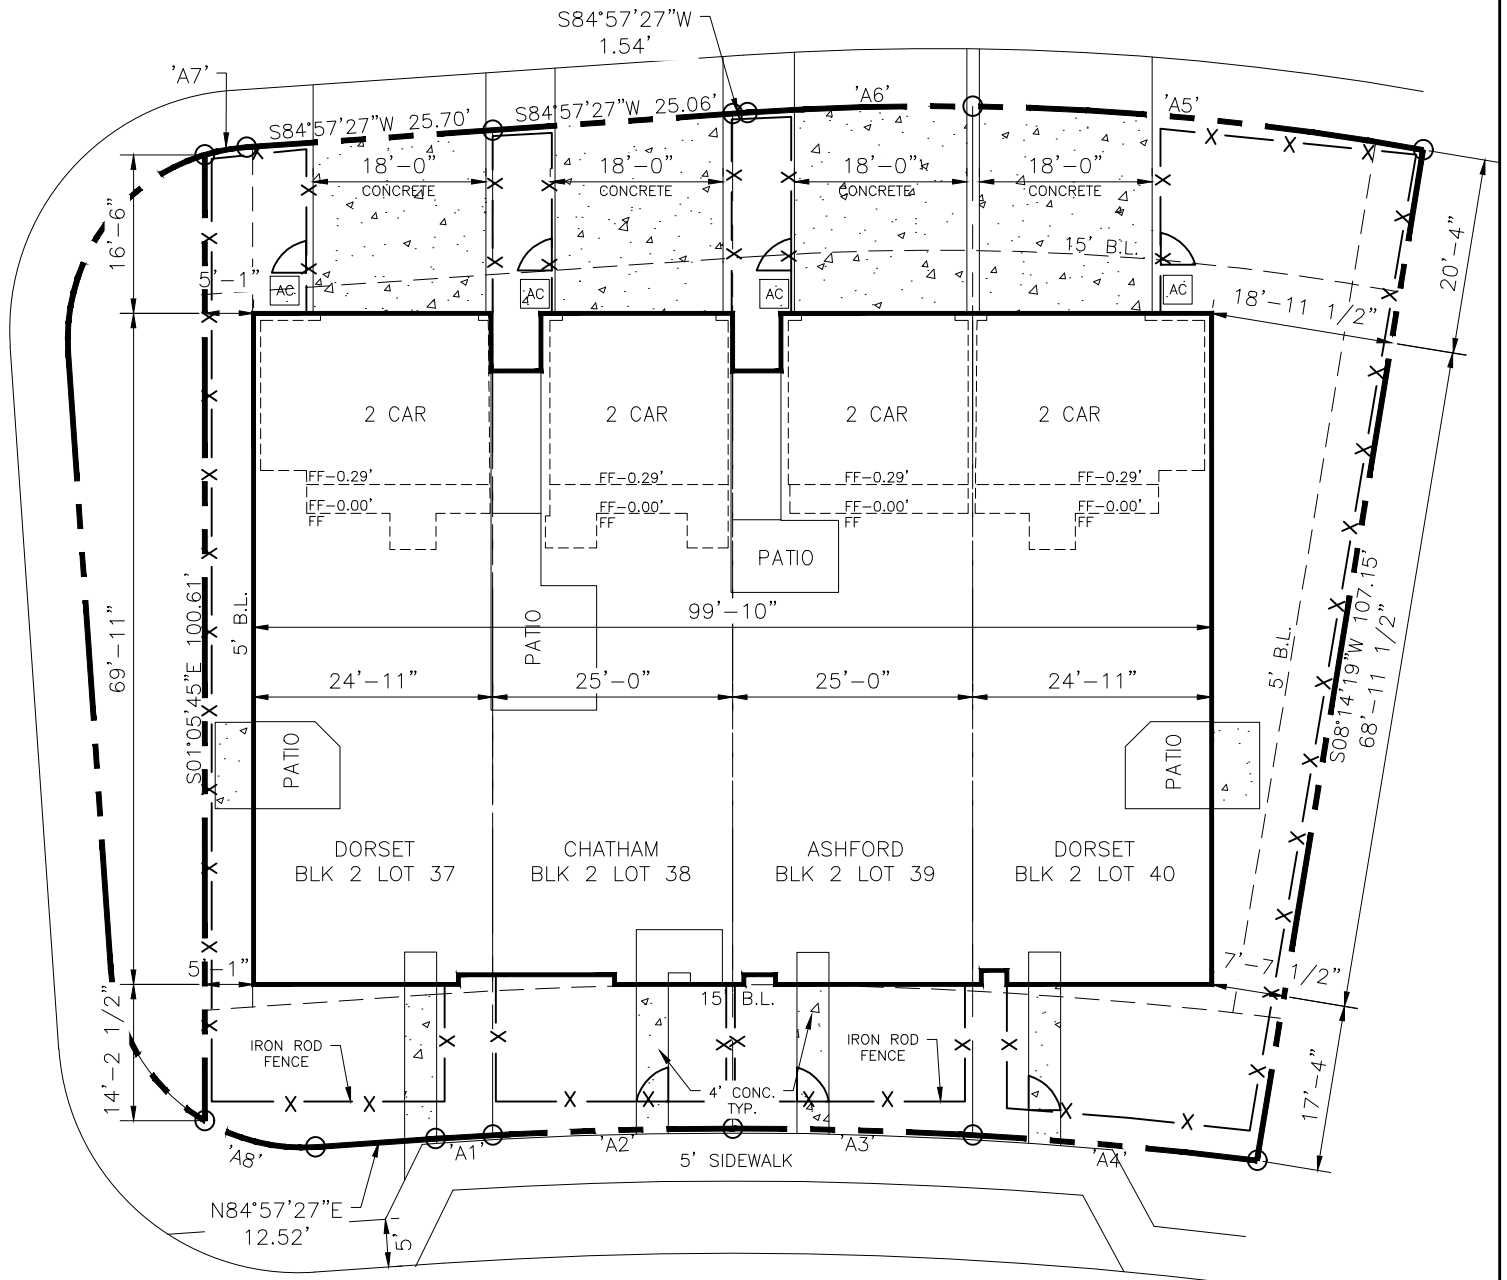 S84°57'27"W
1.54'
'A7'
S84°57'27"W 25.70'
S84°57'27"W 25.06'
'A6'
'A5'
18'-0"
CONCRETE
18'-0"
CONCRETE
18'-0"
CONCRETE
18'-0"
CONCRETE
16'-6"
20'-4"
15' B.L.
5'-1"
AC
AC
AC
AC
18'-11 1/2"
2 CAR
2 CAR
2 CAR
2 CAR
FF-0.29'
FF-0.00'
FF
FF-0.29'
FF-0.00'
FF
FF-0.29'
FF-0.00'
FF
FF-0.29'
FF-0.00'
FF
PATIO
PATIO
99'-10"
69'-11"
S01°05'45"E 100.61'
5' B.L.
24'-11"
25'-0"
25'-0"
24'-11"
5' B.L.
S08°14'19"W 107.15'
68'-11 1/2"
PATIO
PATIO
DORSET
BLK 2 LOT 37
CHATHAM
BLK 2 LOT 38
ASHFORD
BLK 2 LOT 39
DORSET
BLK 2 LOT 40
5'-1"
7'-7 1/2"
15' B.L.
14'-2 1/2"
IRON ROD
FENCE
IRON ROD
FENCE
4' CONC.
TYP.
17'-4"
'A8'
'A1'
'A2'
'A3'
'A4'
5' SIDEWALK
N84°57'27"E
12.52'
5'